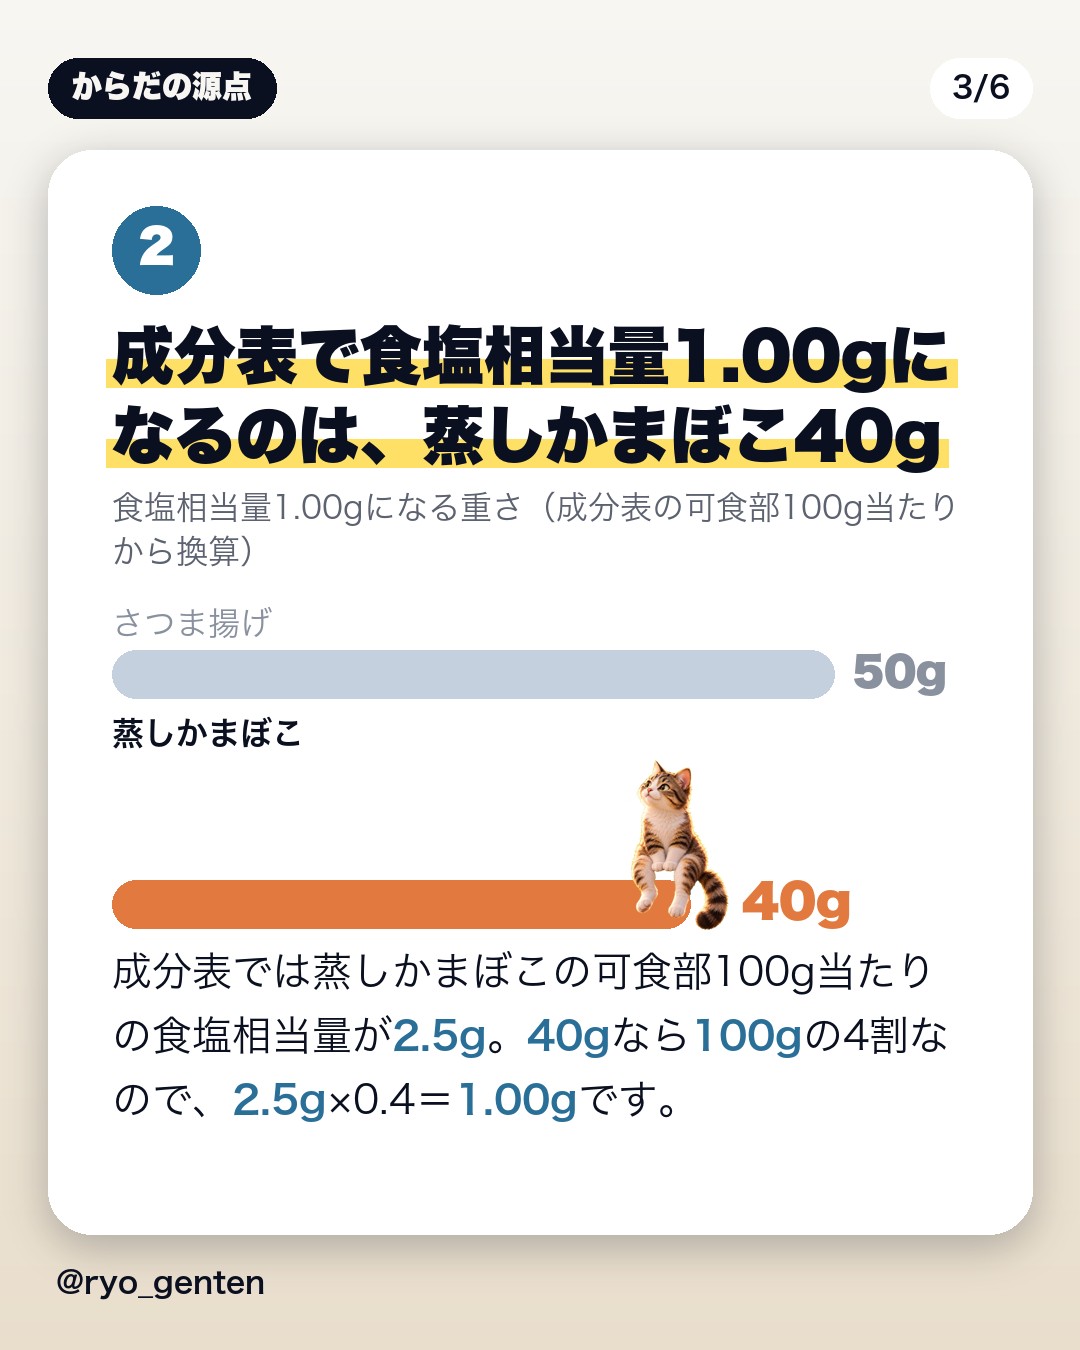 からだの源点
3/6
2
成分表で食塩相当量1.00gに
なるのは、蒸しかまぼこ40g
食塩相当量1.00gになる重さ（成分表の可食部100g当たり
から換算）
さつま揚げ
50g
蒸しかまぼこ
40g
成分表では蒸しかまぼこの可食部100g当たり
の食塩相当量が2.5g。40gなら100gの4割な
ので、2.5g×0.4＝1.00gです。
@ryo_genten